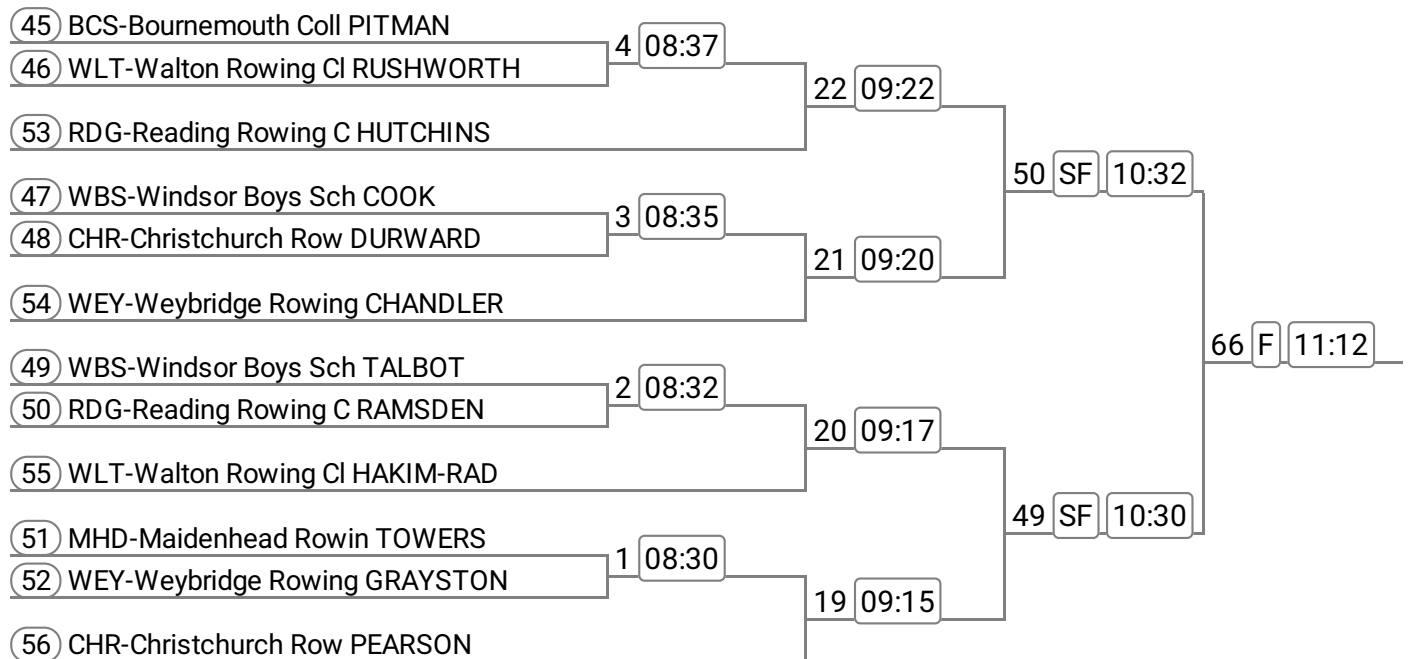 45 BCS-Bournemouth Coll PITMAN
4 08:37
46 WLT-Walton Rowing Cl RUSHWORTH
22 09:22
53 RDG-Reading Rowing C HUTCHINS
50 SF 10:32
47 WBS-Windsor Boys Sch COOK
3 08:35
48 CHR-Christchurch Row DURWARD
21 09:20
54 WEY-Weybridge Rowing CHANDLER
66 F 11:12
49 WBS-Windsor Boys Sch TALBOT
2 08:32
50 RDG-Reading Rowing C RAMSDEN
20 09:17
55 WLT-Walton Rowing Cl HAKIM-RAD
49 SF 10:30
51 MHD-Maidenhead Rowin TOWERS
1 08:30
52 WEY-Weybridge Rowing GRAYSTON
19 09:15
56 CHR-Christchurch Row PEARSON